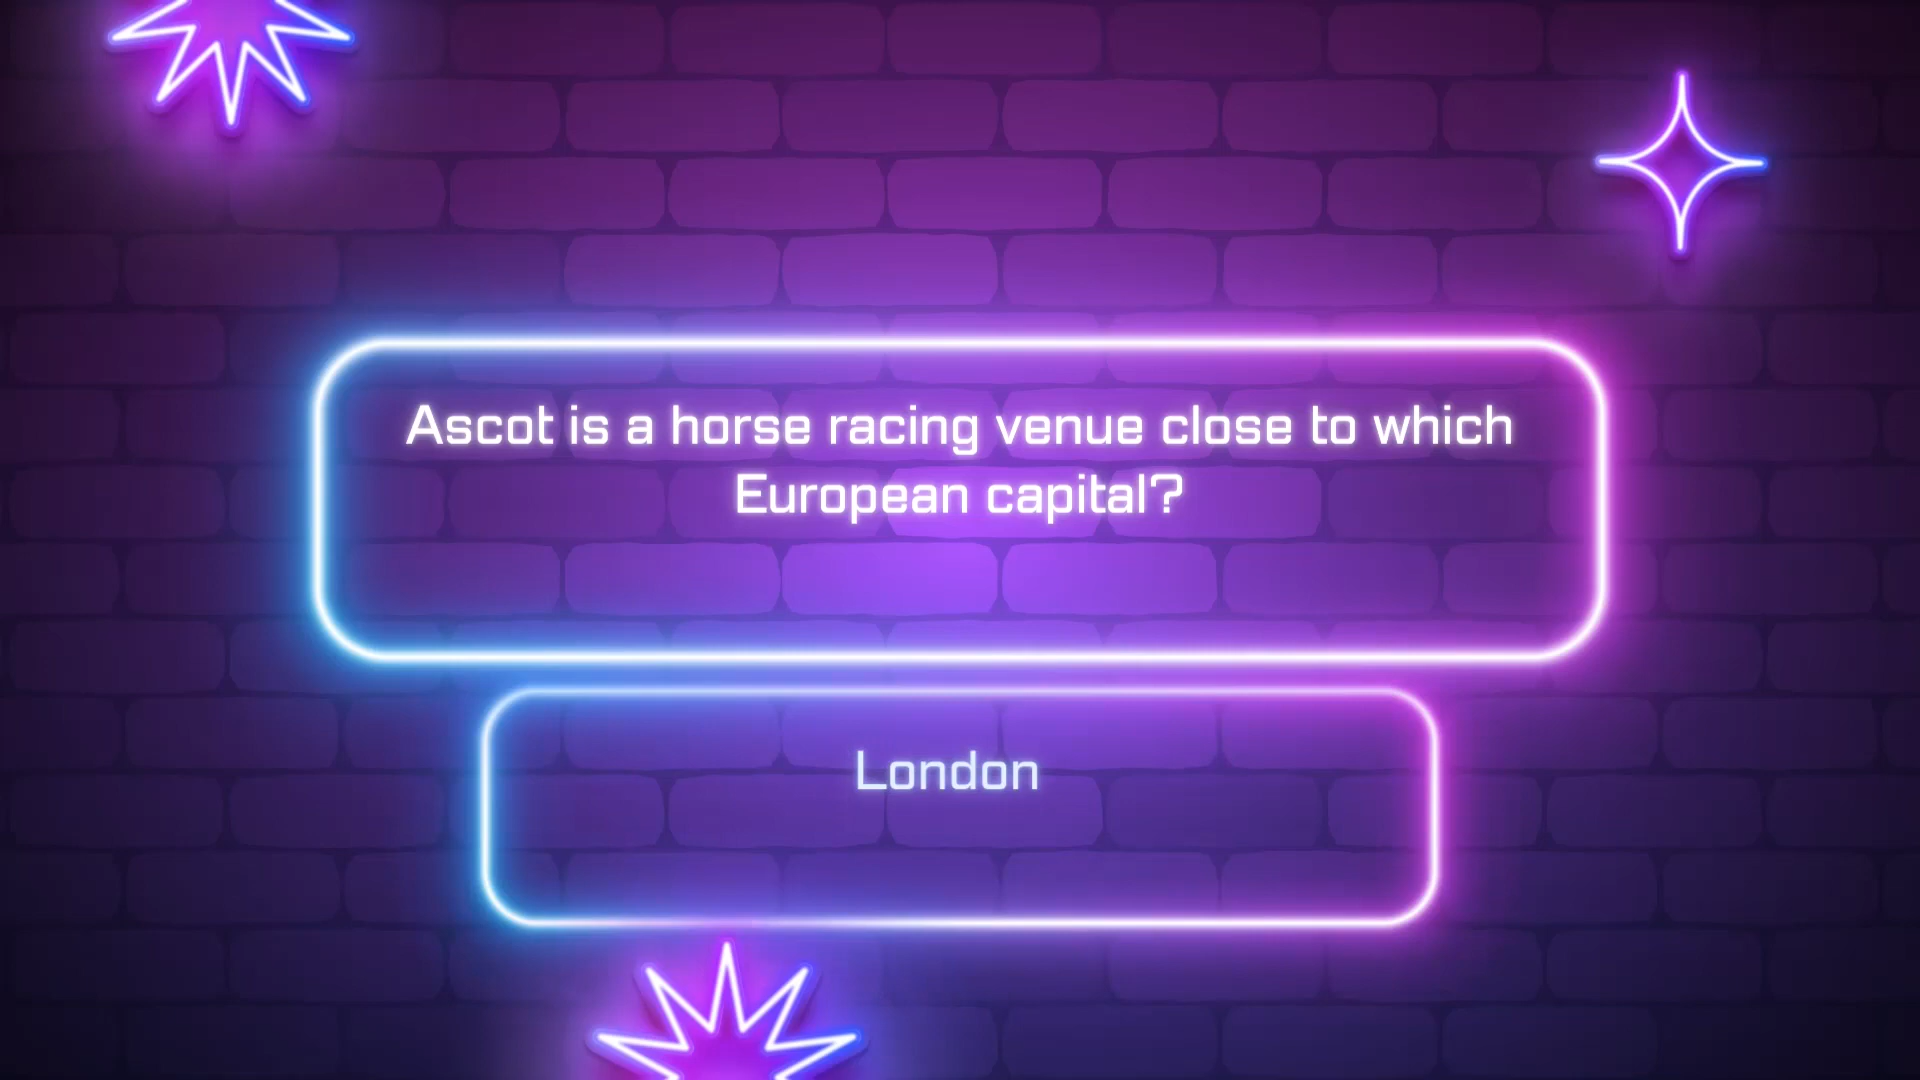 Ascot is a horse racing venue close to which
European capital?
London